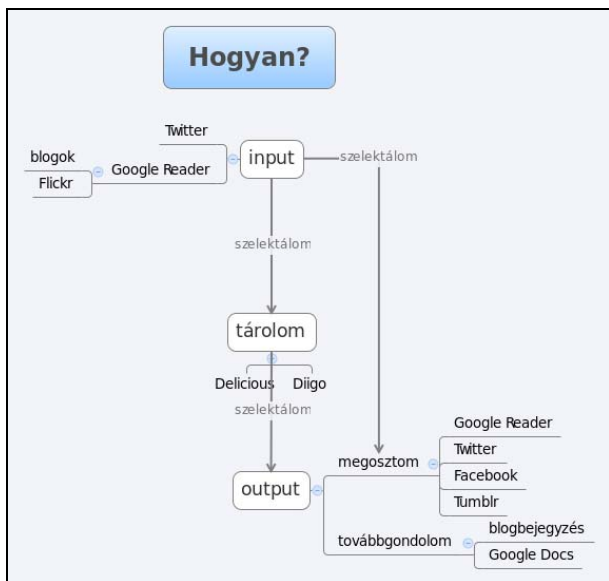 Hogyan?
Twitter
input
szelektálom
blogok
Google Reader
Flickr
szelektálom
tárolom
Delicious
Diigo
szelektálom
output
megosztom
Google Reader
Twitter
Facebook
Tumblr
továbbgondolom
blogbejegyzés
Google Docs